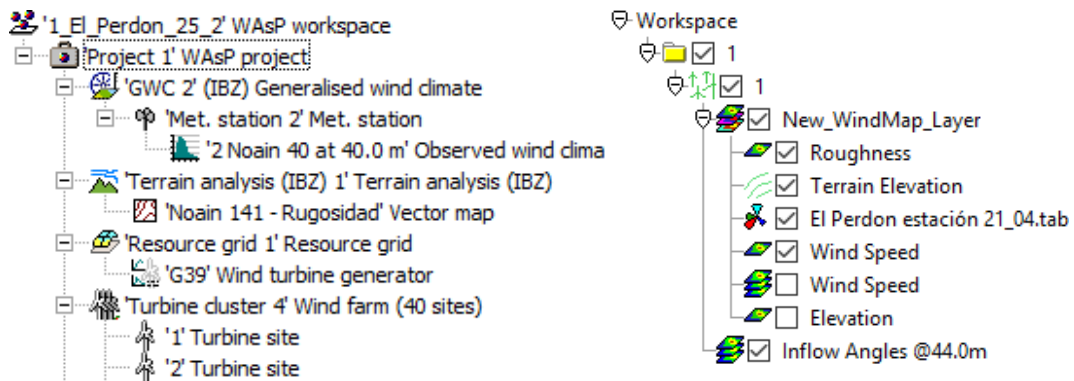 '1_El_Perdon_25_2' WAsP workspace
'Project 1' WAsP project
'GWC 2' (IBZ) Generalised wind climate
'Met. station 2' Met. station
'2 Noain 40 at 40.0 m' Observed wind clima
'Terrain analysis (IBZ) 1' Terrain analysis (IBZ)
'Noain 141 - Rugosidad' Vector map
'Resource grid 1' Resource grid
'G39' Wind turbine generator
'Turbine cluster 4' Wind farm (40 sites)
'1' Turbine site
'2' Turbine site
Workspace
1
1
New_WindMap_Layer
Roughness
Terrain Elevation
El Perdon estación 21_04.tab
Wind Speed
Wind Speed
Elevation
Inflow Angles @44.0m